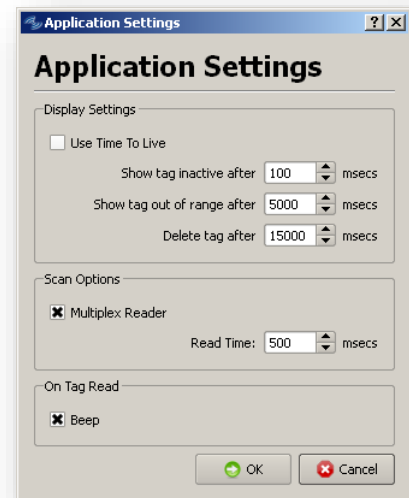 Application Settings
Application Settings
Display Settings
Use Time To Live
Show tag inactive after 100 msecs
Show tag out of range after 5000 msecs
Delete tag after 15000 msecs
Scan Options
Multiplex Reader
Read Time: 500 msecs
On Tag Read
Beep
OK Cancel